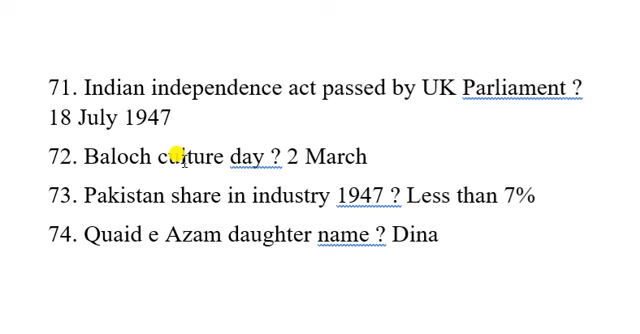 71. Indian independence act passed by UK Parliament ?
18 July 1947
72. Baloch culture day ? 2 March
73. Pakistan share in industry 1947 ? Less than 7%
74. Quaid e Azam daughter name ? Dina